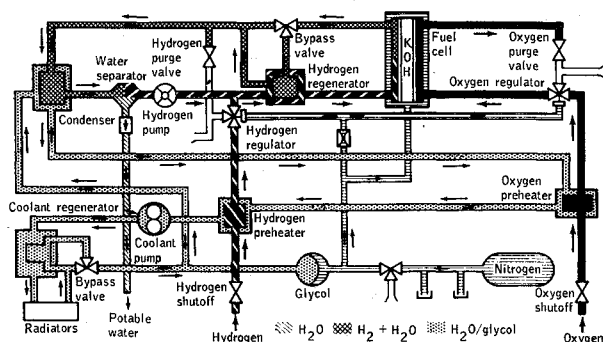 Bypass
valve
Hydrogen
purge
valve
KOH
Fuel
cell
Oxygen
purge
valve
Water
separator
Hydrogen
regenerator
Oxygen regulator
Condenser
Hydrogen
pump
Hydrogen
regulator
Oxygen
preheater
Coolant regenerator
Coolant
pump
Hydrogen
preheater
Bypass
valve
Hydrogen
shutoff
Glycol
Nitrogen
Oxygen
shutoff
Radiators
Potable
water
Hydrogen
H₂O
H₂ + H₂O
H₂O/glycol
Oxygen